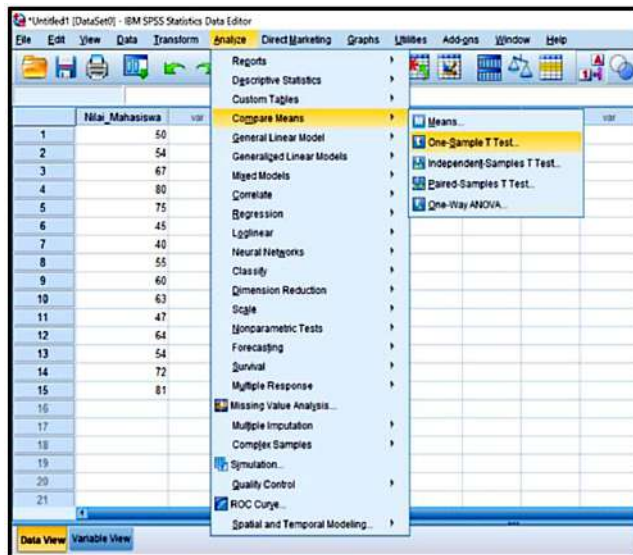 *Untitled1 [DataSet0] - IBM SPSS Statistics Data Editor
File Edit View Data Transform Analyze Direct Marketing Graphs Utilities Add-ons Window Help
Nilai_Mahasiswa var var
1 50
2 54
3 67
4 80
5 75
6 45
7 40
8 55
9 60
10 63
11 47
12 64
13 54
14 72
15 81
16
17
18
19
20
21
Reports
Descriptive Statistics
Custom Tables
Compare Means
General Linear Model
Generalized Linear Models
Mixed Models
Correlate
Regression
Loglinear
Neural Networks
Classify
Dimension Reduction
Scale
Nonparametric Tests
Forecasting
Survival
Multiple Response
Missing Value Analysis...
Multiple Imputation
Complex Samples
Simulation...
Quality Control
ROC Curve...
Spatial and Temporal Modeling...
Means...
One-Sample T Test...
Independent-Samples T Test...
Paired-Samples T Test...
One-Way ANOVA...
Data View Variable View